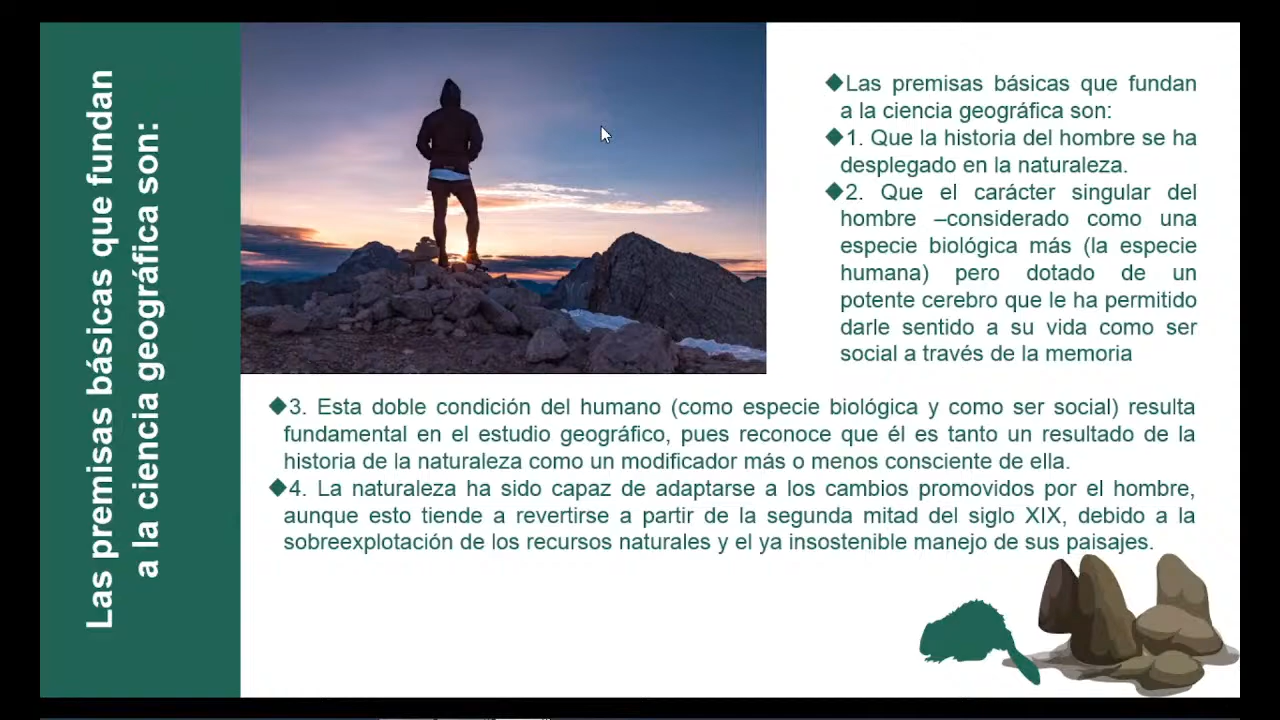 Las premisas básicas que fundan
a la ciencia geográfica son:
◆Las premisas básicas que fundan
a la ciencia geográfica son:
◆1. Que la historia del hombre se ha
desplegado en la naturaleza.
◆2. Que el carácter singular del
hombre –considerado como una
especie biológica más (la especie
humana) pero dotado de un
potente cerebro que le ha permitido
darle sentido a su vida como ser
social a través de la memoria
◆3. Esta doble condición del humano (como especie biológica y como ser social) resulta
fundamental en el estudio geográfico, pues reconoce que él es tanto un resultado de la
historia de la naturaleza como un modificador más o menos consciente de ella.
◆4. La naturaleza ha sido capaz de adaptarse a los cambios promovidos por el hombre,
aunque esto tiende a revertirse a partir de la segunda mitad del siglo XIX, debido a la
sobreexplotación de los recursos naturales y el ya insostenible manejo de sus paisajes.